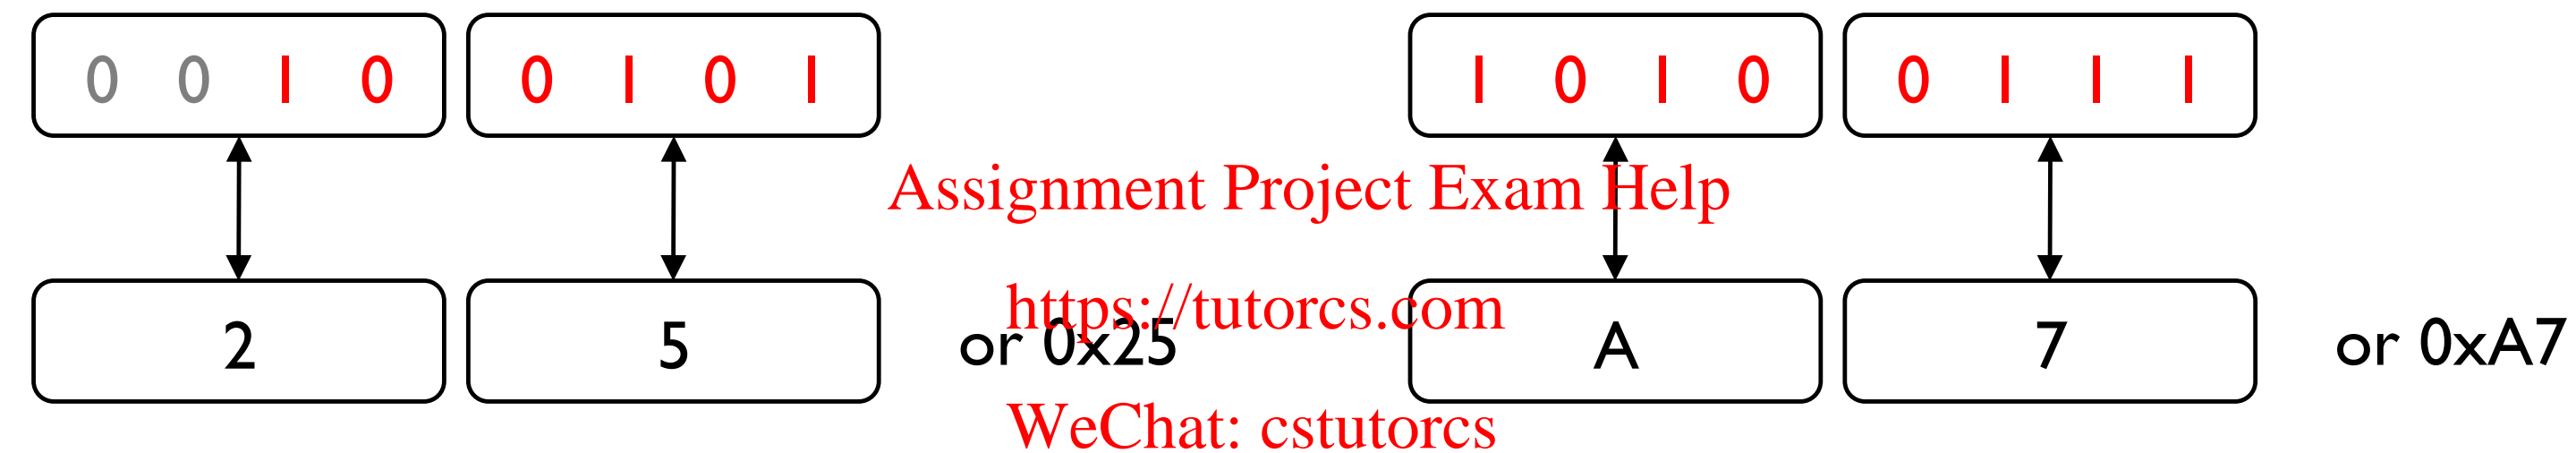 0 0 1 0 0 1 0 1 1 0 1 0 0 1 1 1
Assignment Project Exam Help
https://tutorcs.com
2 5 or 0x25 A 7 or 0xA7
WeChat: cstutorcs